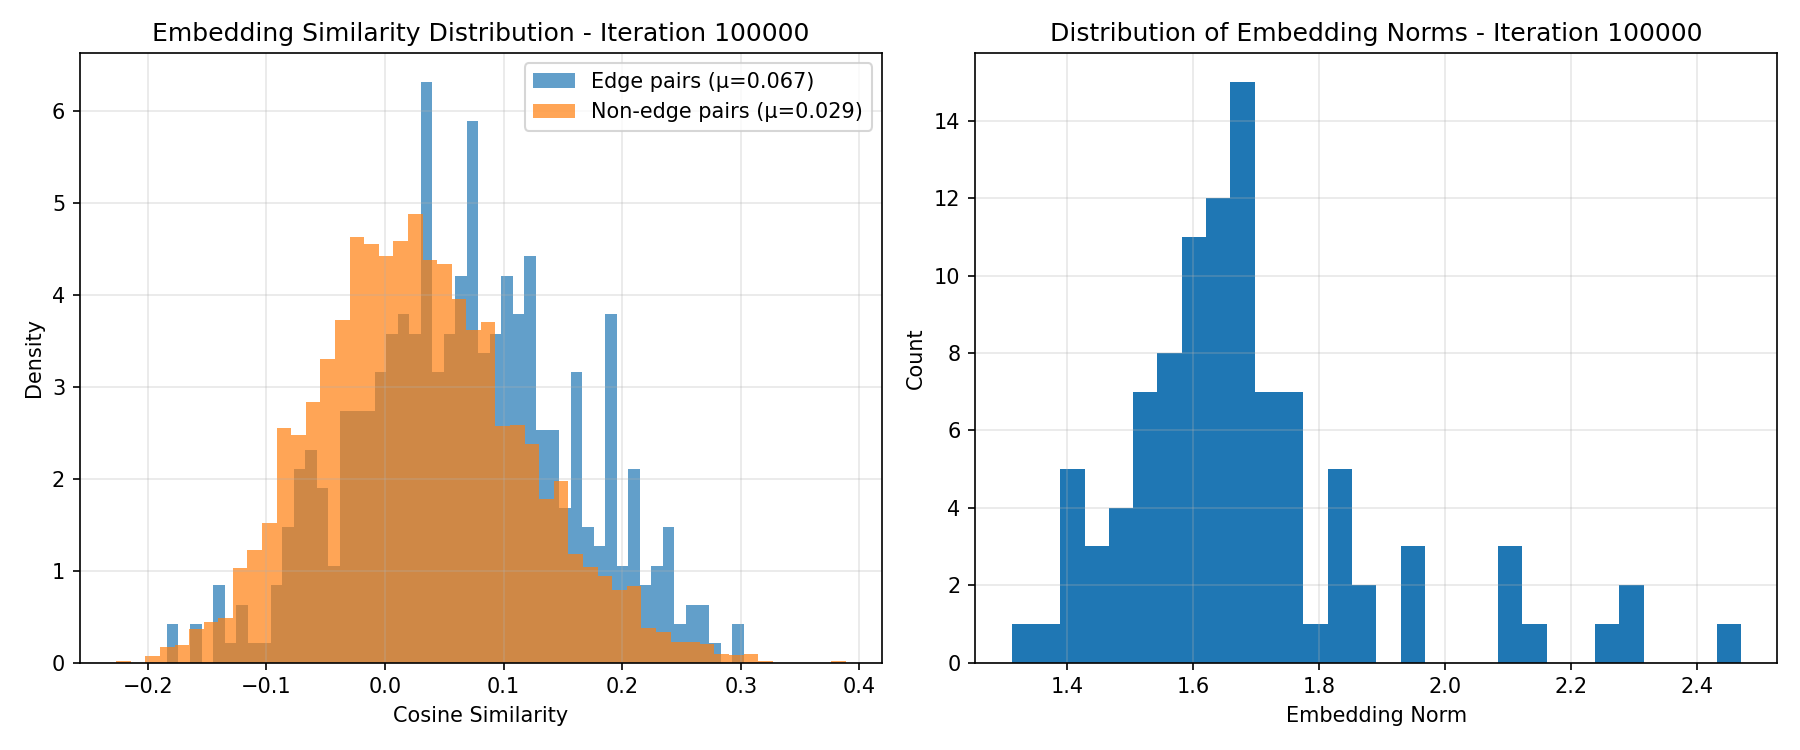 Embedding Similarity Distribution - Iteration 100000
Edge pairs (μ=0.067)
Non-edge pairs (μ=0.029)
6
5
4
3
2
1
0
Density
−0.2 −0.1 0.0 0.1 0.2 0.3 0.4
Cosine Similarity
Distribution of Embedding Norms - Iteration 100000
14
12
10
8
6
4
2
0
Count
1.4 1.6 1.8 2.0 2.2 2.4
Embedding Norm